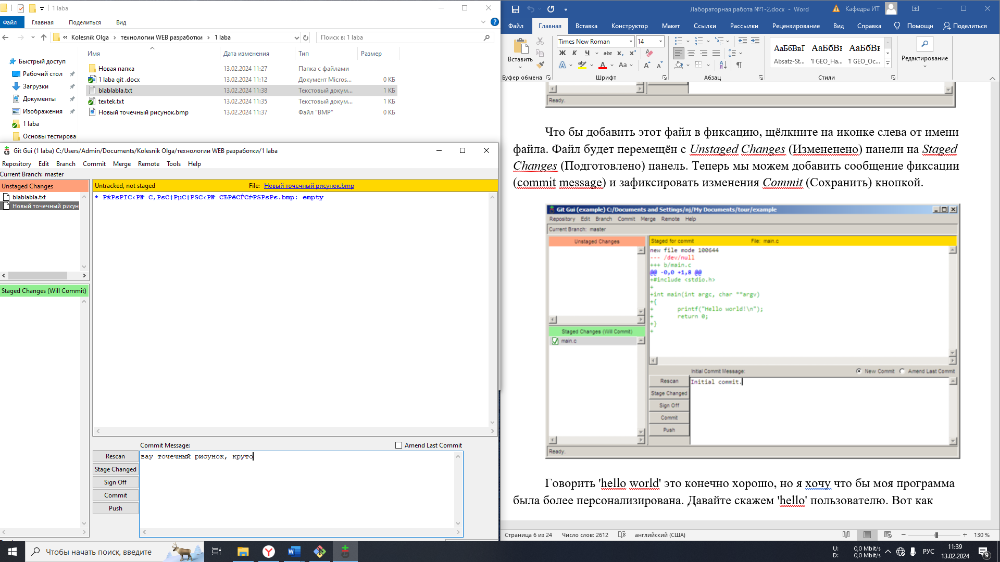 1 laba
Файл Главная Поделиться Вид
« Kolesnik Olga › технологии WEB разработки › 1 laba
Поиск в: 1 laba
Имя Дата изменения Тип Размер
Быстрый доступ
Рабочий стол
Загрузки
Документы
Изображения
1 laba
Основы тестирова
Новая папка 13.02.2024 11:27 Папка с файлами
1 laba git .docx 13.02.2024 11:12 Документ Micros... 0 КБ
blablabla.txt 13.02.2024 11:38 Текстовый докум... 1 КБ
textek.txt 13.02.2024 11:35 Текстовый докум... 1 КБ
Новый точечный рисунок.bmp 13.02.2024 11:37 Файл "BMP" 0 КБ
Git Gui (1 laba) C:/Users/Admin/Documents/Kolesnik Olga/технологии WEB разработки/1 laba
Repository Edit Branch Commit Merge Remote Tools Help
Current Branch: master
Unstaged Changes
blablabla.txt
Новый точечный рисун
Staged Changes (Will Commit)
Untracked, not staged File: Новый точечный рисунок.bmp
* РќРѕРІС‹Р№ С‚РѕС‡РµС‡РЅС‹Р№ СЂРёСЃСѓРЅРѕРє.bmp: empty
Commit Message: Amend Last Commit
Rescan
Stage Changed
Sign Off
Commit
Push
вау точечный рисунок, круто
Лабораторная работа №1-2.docx - Word
Кафедра ИТ
Файл Главная Вставка Конструктор Макет Ссылки Рассылки Рецензирование Вид Справка Помощн Поделиться
Вставить
Times New Roman 14
Ж К Ч abc x₂ x²
А Aa А А
АаБбВвГ АаБбВв АаБбВв
Absatz-St... ¶ GEO_На... ¶ GEO_Ос...
Редактирование
Буфер обмена Шрифт Абзац Стили
Ready.
Что бы добавить этот файл в фиксацию, щёлкните на иконке слева от имени
файла. Файл будет перемещён с Unstaged Changes (Измененено) панели на Staged
Changes (Подготовлено) панель. Теперь мы можем добавить сообщение фиксации
(commit message) и зафиксировать изменения Commit (Сохранить) кнопкой.
Git Gui (example) C:/Documents and Settings/nj/My Documents/tour/example
Repository Edit Branch Commit Merge Remote Help
Current Branch: master
Unstaged Changes
Staged for commit File: main.c
new file mode 100644
--- /dev/null
+++ b/main.c
@@ -0,0 +1,8 @@
+#include <stdio.h>
+
+int main(int argc, char **argv)
+{
+ printf("Hello world!\n");
+ return 0;
+}
+
Staged Changes (Will Commit)
main.c
Initial Commit Message: New Commit Amend Last Commit
Rescan
Stage Changed
Sign Off
Commit
Push
Initial commit.
Ready.
Говорить 'hello world' это конечно хорошо, но я хочу что бы моя программа
была более персонализирована. Давайте скажем 'hello' пользователю. Вот как
Страница 6 из 24 Число слов: 2612 английский (США) 130 %
Чтобы начать поиск, введите
U: 0,0 Mbit/s
D: 0,0 Mbit/s
РУС
11:39
13.02.2024
9